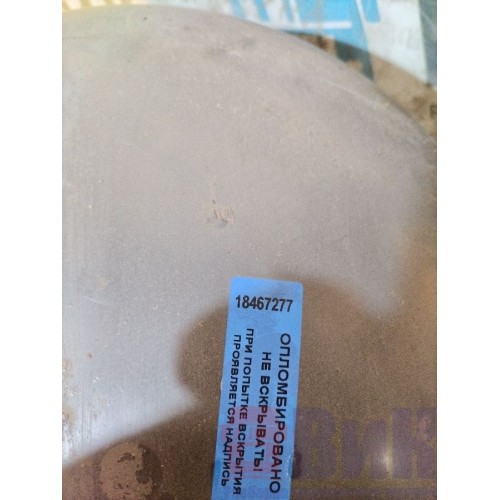 18467277
ОПЛОМБИРОВАНО
НЕ ВСКРЫВАТЬ!
ПРИ ПОПЫТКЕ ВСКРЫТИЯ
ПРОЯВЛЯЕТСЯ НАДПИСЬ